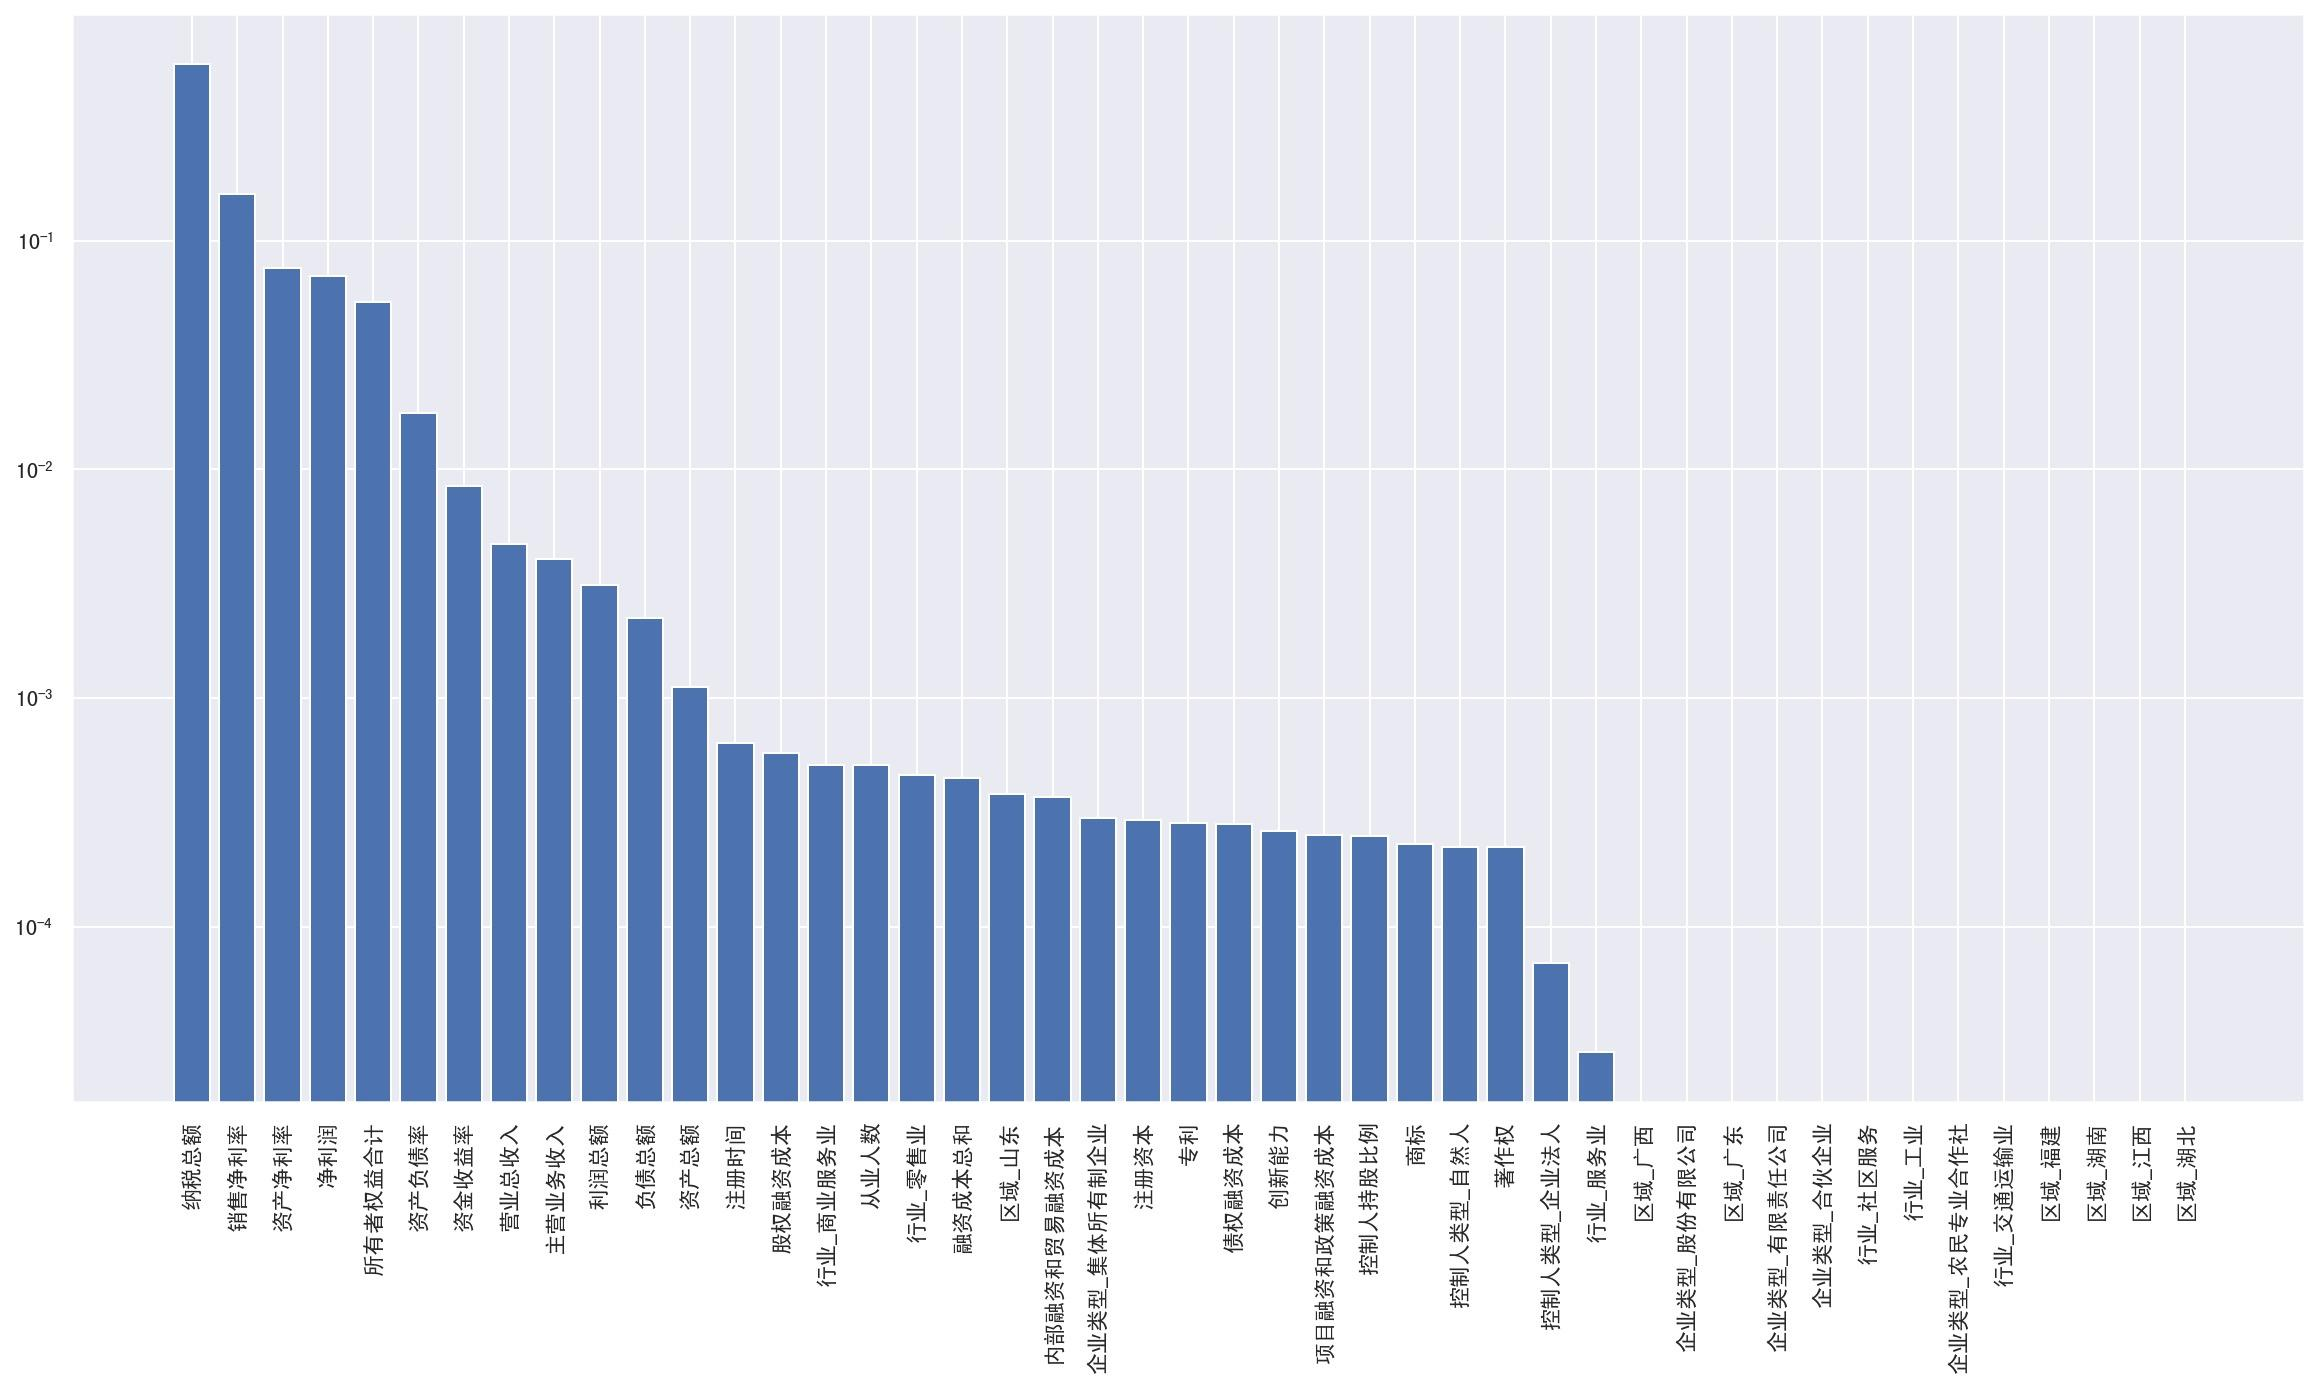 10⁻¹
10⁻²
10⁻³
10⁻⁴
纳税总额
销售净利率
资产净利率
净利润
所有者权益合计
资产负债率
资金收益率
营业总收入
主营业务收入
利润总额
负债总额
资产总额
注册时间
股权融资成本
行业_商业服务业
从业人数
行业_零售业
融资成本总和
区域_山东
内部融资和贸易融资成本
企业类型_集体所有制企业
注册资本
专利
债权融资成本
创新能力
项目融资和政策融资成本
控制人持股比例
商标
控制人类型_自然人
著作权
控制人类型_企业法人
行业_服务业
区域_广西
企业类型_股份有限公司
区域_广东
企业类型_有限责任公司
企业类型_合伙企业
行业_社区服务
行业_工业
企业类型_农民专业合作社
行业_交通运输业
区域_福建
区域_湖南
区域_江西
区域_湖北